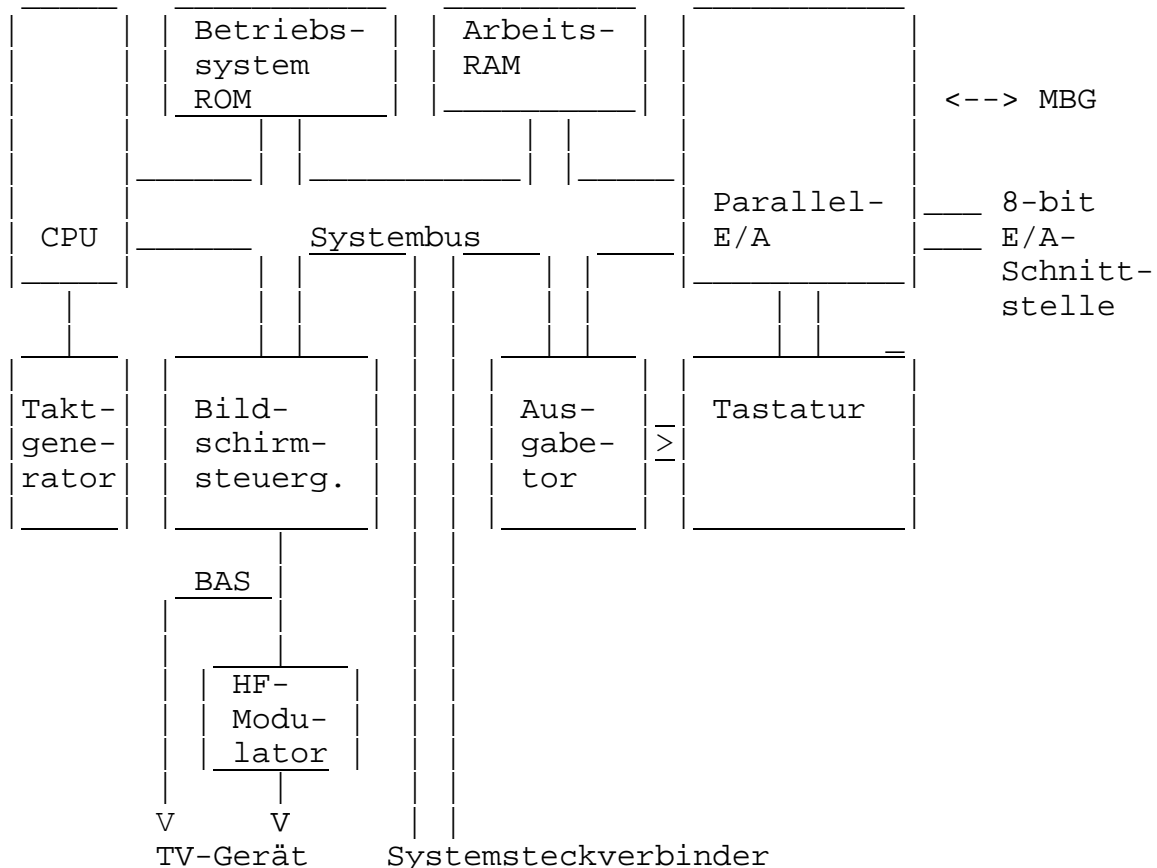 Betriebs-
system
ROM
Arbeits-
RAM
<--> MBG
CPU
Systembus
Parallel-
E/A
8-bit
E/A-
Schnitt-
stelle
Takt-
gene-
rator
Bild-
schirm-
steuerg.
Aus-
gabe-
tor
>
Tastatur
BAS
HF-
Modu-
lator
V V
TV-Gerät Systemsteckverbinder